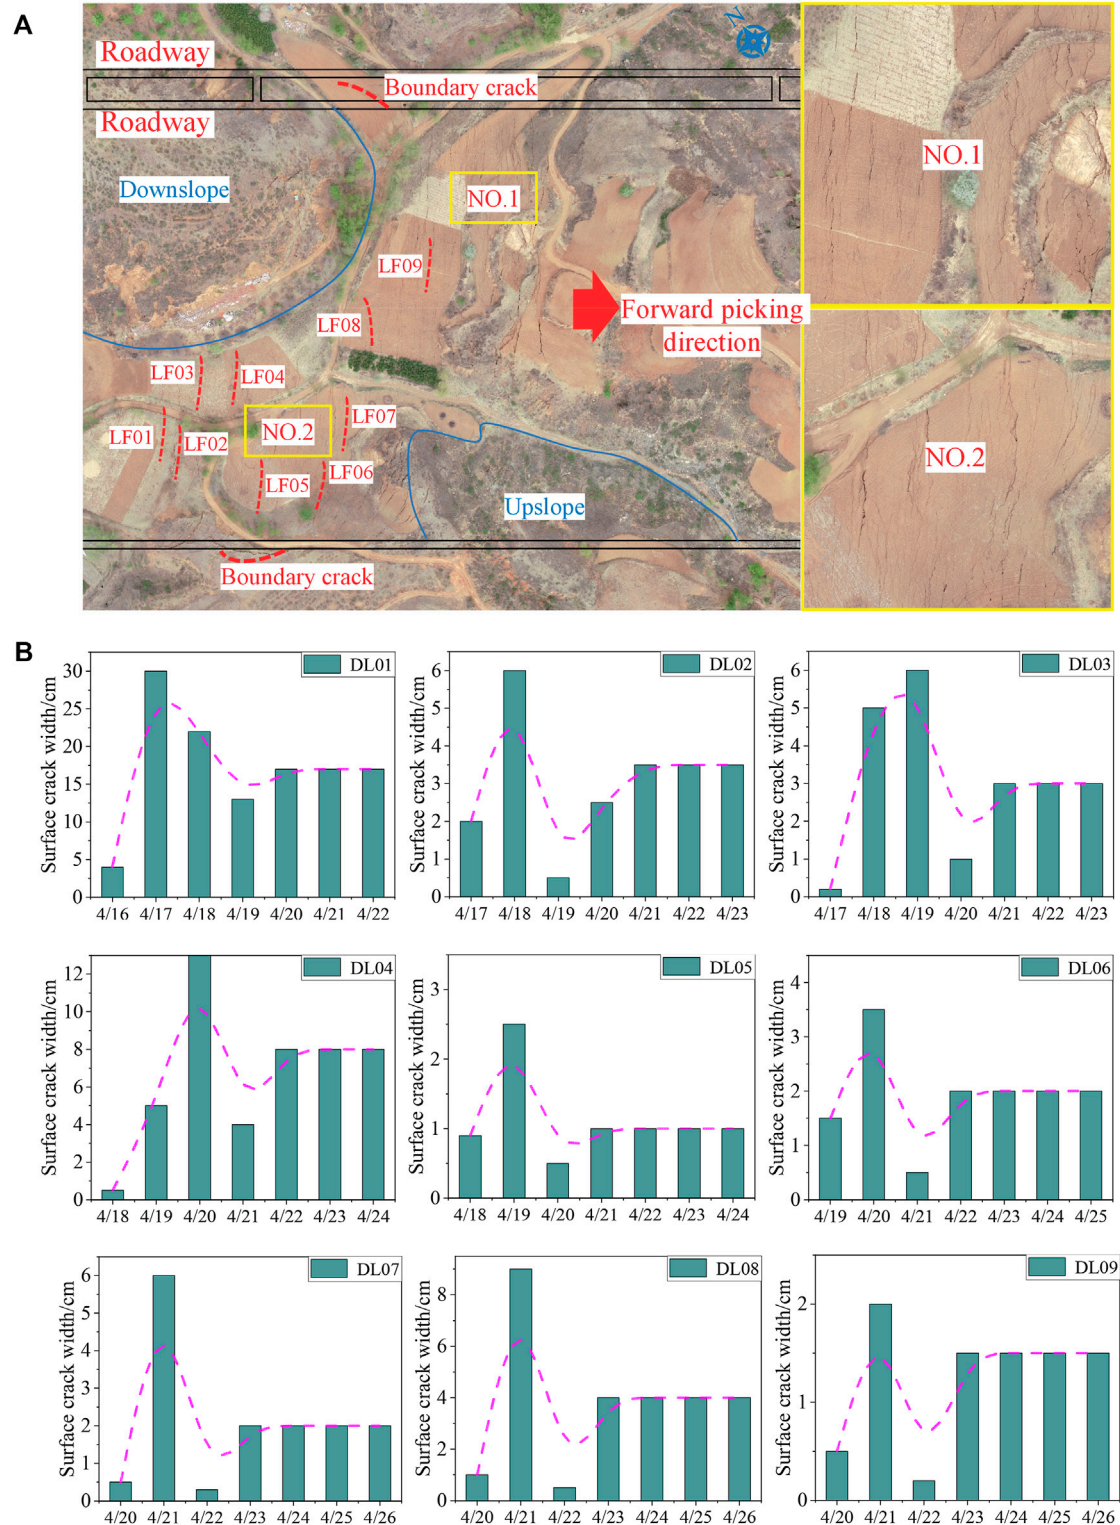 A
N
Roadway
Boundary crack
Roadway
Downslope
NO.1
NO.1
LF09
LF08
Forward picking
direction
LF03
LF04
LF01
LF02
NO.2
LF07
LF06
LF05
NO.2
Upslope
Boundary crack
B
DL01
Surface crack width/cm
30
25
20
15
10
5
0
4/16 4/17 4/18 4/19 4/20 4/21 4/22
DL02
Surface crack width/cm
6
5
4
3
2
1
0
4/17 4/18 4/19 4/20 4/21 4/22 4/23
DL03
Surface crack width/cm
6
5
4
3
2
1
0
4/17 4/18 4/19 4/20 4/21 4/22 4/23
DL04
Surface crack width/cm
12
10
8
6
4
2
0
4/18 4/19 4/20 4/21 4/22 4/23 4/24
DL05
Surface crack width/cm
3
2
1
0
4/18 4/19 4/20 4/21 4/22 4/23 4/24
DL06
Surface crack width/cm
4
3
2
1
0
4/19 4/20 4/21 4/22 4/23 4/24 4/25
DL07
Surface crack width/cm
6
5
4
3
2
1
0
4/20 4/21 4/22 4/23 4/24 4/25 4/26
DL08
Surface crack width/cm
8
6
4
2
0
4/20 4/21 4/22 4/23 4/24 4/25 4/26
DL09
Surface crack width/cm
2
1
0
4/20 4/21 4/22 4/23 4/24 4/25 4/26